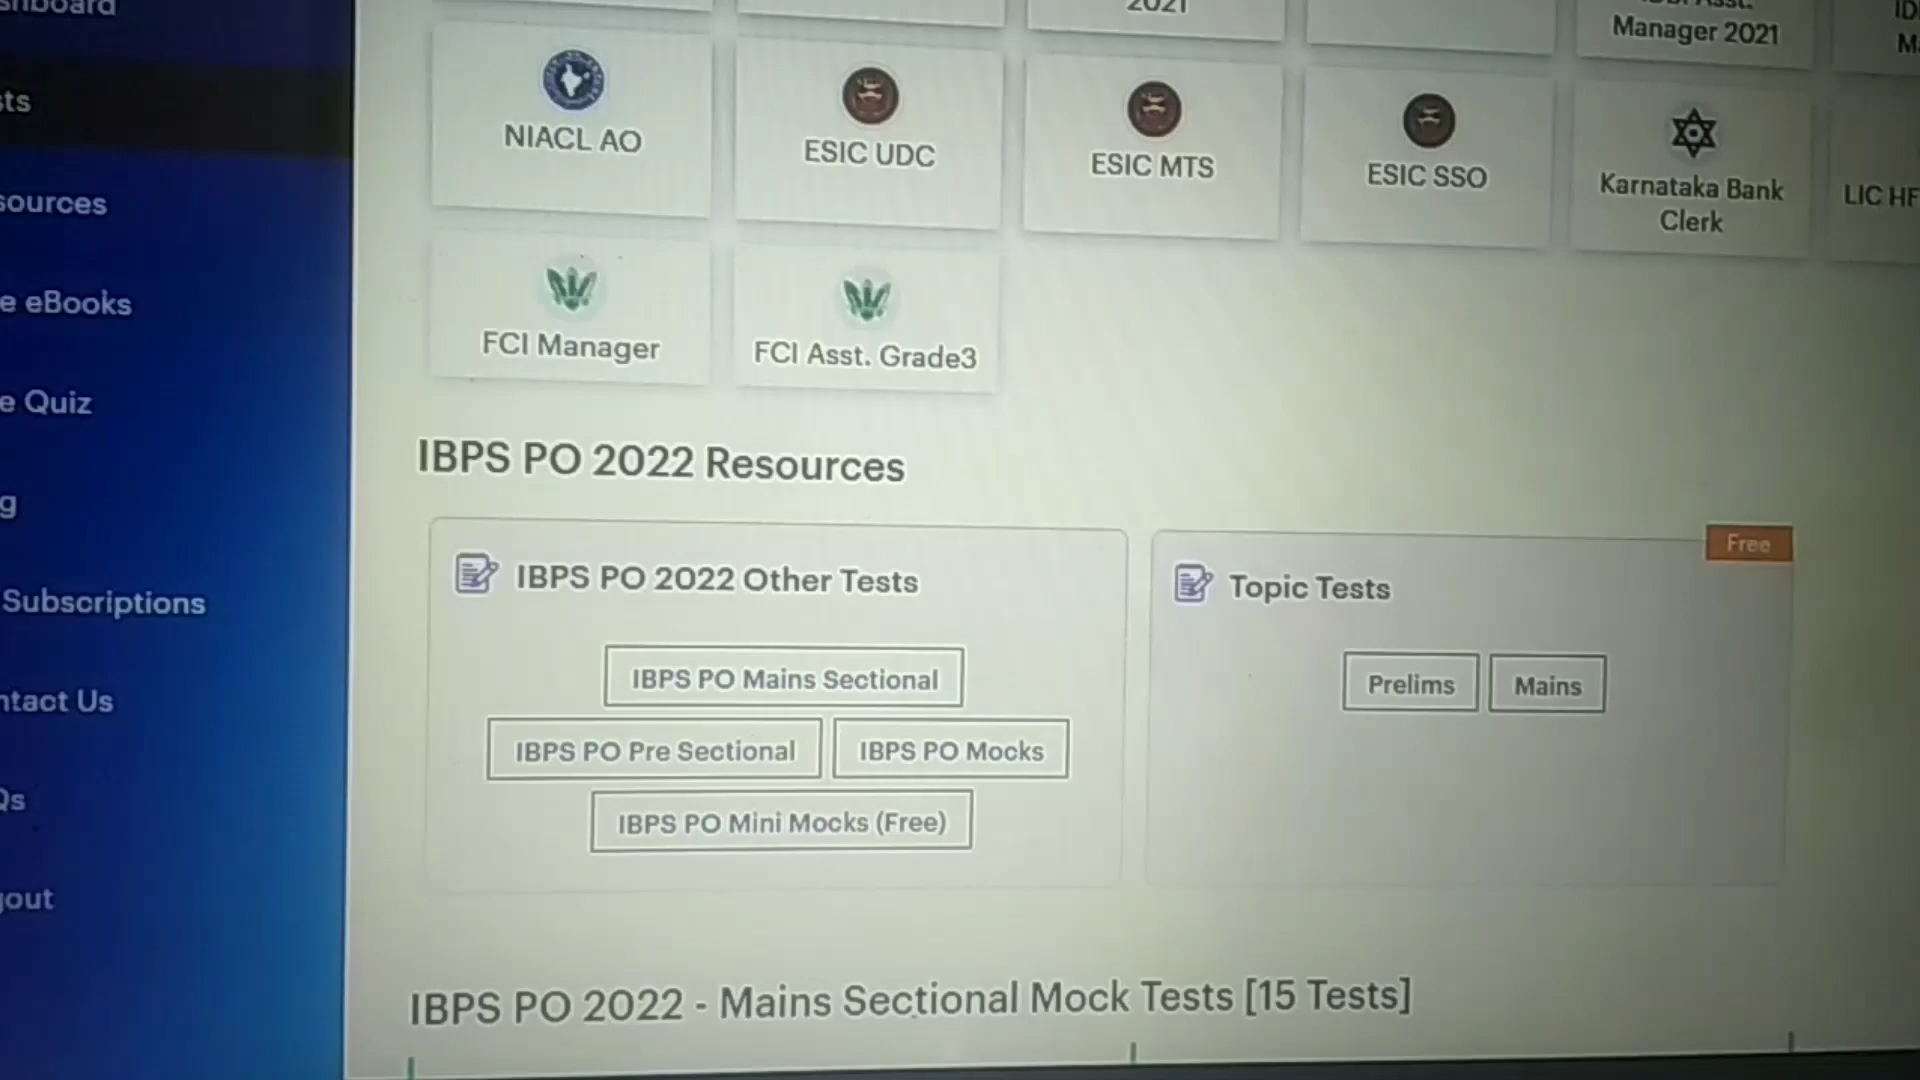 2021
Manager 2021
NIACL AO
ESIC UDC
ESIC MTS
ESIC SSO
Karnataka Bank
Clerk
LIC HF
FCI Manager
FCI Asst. Grade3
eBooks
Quiz
Subscriptions
Us
IBPS PO 2022 Resources
IBPS PO 2022 Other Tests
IBPS PO Mains Sectional
IBPS PO Pre Sectional
IBPS PO Mocks
IBPS PO Mini Mocks (Free)
Free
Topic Tests
Prelims
Mains
IBPS PO 2022 - Mains Sectional Mock Tests [15 Tests]